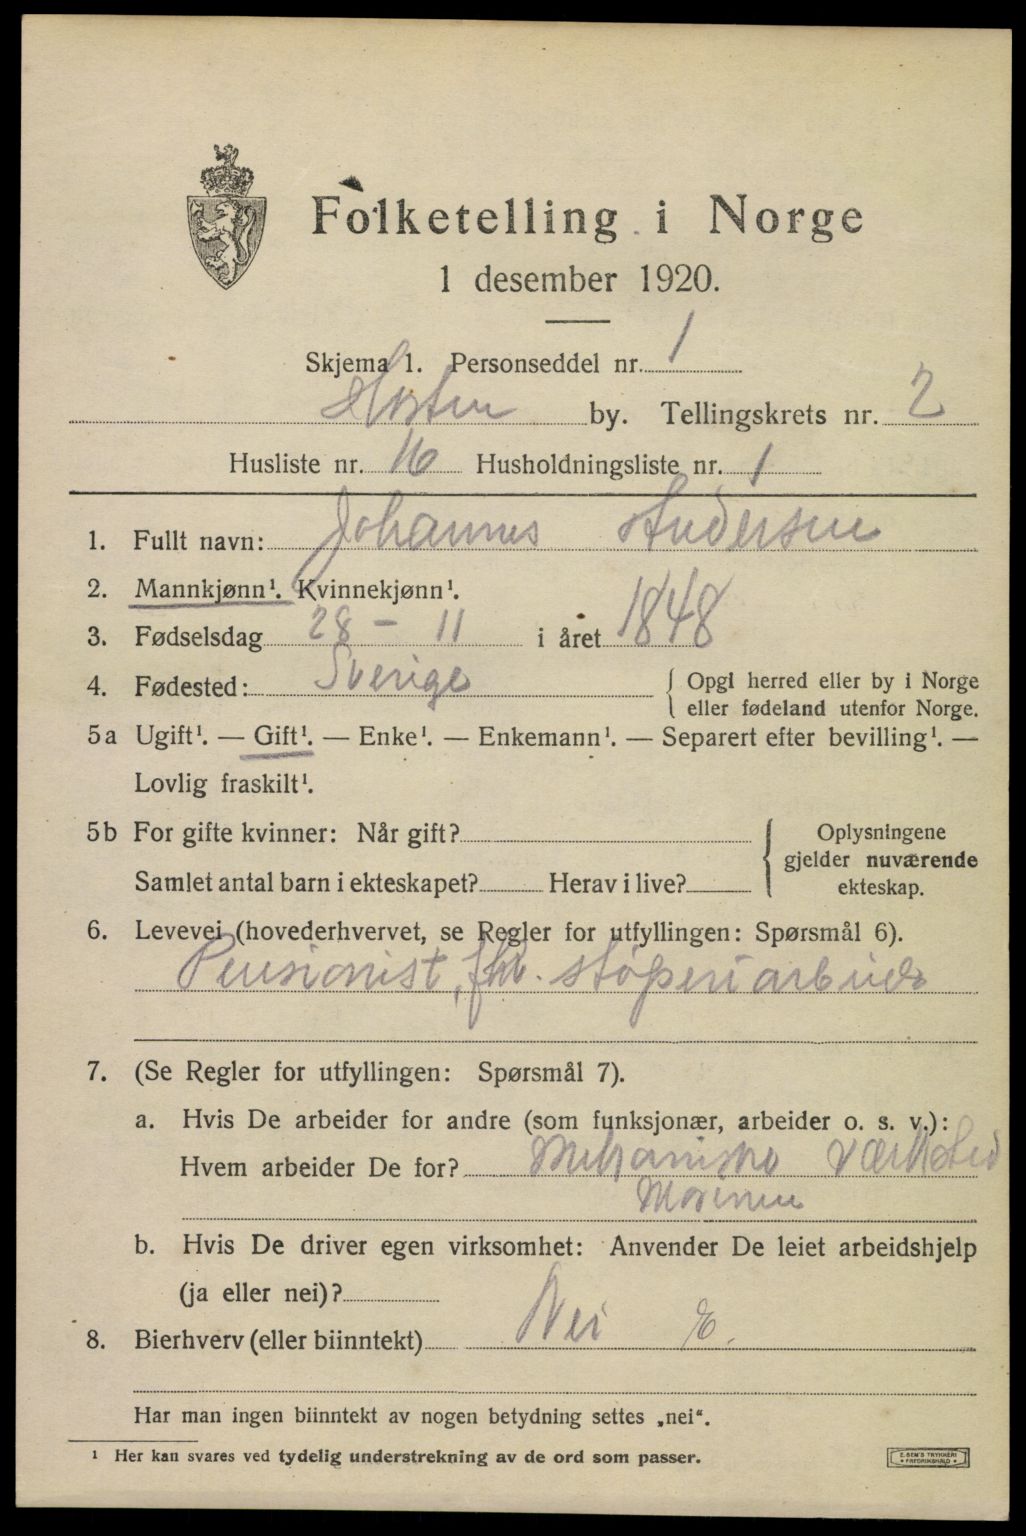 Folketelling i Norge
1 desember 1920.
Skjema 1. Personseddel nr. 1
Horten by. Tellingskrets nr. 2
Husliste nr. 16 Husholdningsliste nr. 1
1. Fullt navn: Johannes Andersen
2. Mannkjønn¹. Kvinnekjønn¹.
3. Fødselsdag 28 - 11 i året 1848
4. Fødested: Sverige { Opgi herred eller by i Norge
eller fødeland utenfor Norge.
5a Ugift¹. — Gift¹. — Enke¹. — Enkemann¹. — Separert efter bevilling¹. —
Lovlig fraskilt¹.
5b For gifte kvinner: Når gift?
Samlet antal barn i ekteskapet? Herav i live?
Oplysningene
gjelder nuværende
ekteskap.
6. Levevei (hovederhvervet, se Regler for utfyllingen: Spørsmål 6).
Pensionist, fhv. støperiarbeider
7. (Se Regler for utfyllingen: Spørsmål 7).
a. Hvis De arbeider for andre (som funksjonær, arbeider o. s. v.):
Hvem arbeider De for? Mekaniske Værksted
Marinen
b. Hvis De driver egen virksomhet: Anvender De leiet arbeidshjelp
(ja eller nei)?
8. Bierhverv (eller biinntekt) Nei E.
Har man ingen biinntekt av nogen betydning settes „nei“.
¹ Her kan svares ved tydelig understrekning av de ord som passer.
E. SEM'S TRYKKERI
FREDRIKSHALD